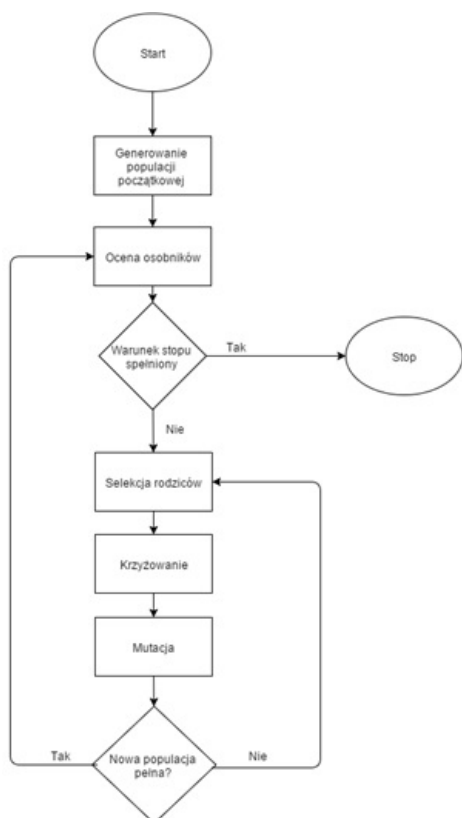 Start
Generowanie
populacji
początkowej
Ocena osobników
Warunek stopu
spełniony
Tak
Stop
Nie
Selekcja rodziców
Krzyżowanie
Mutacja
Tak
Nowa populacja
pełna?
Nie